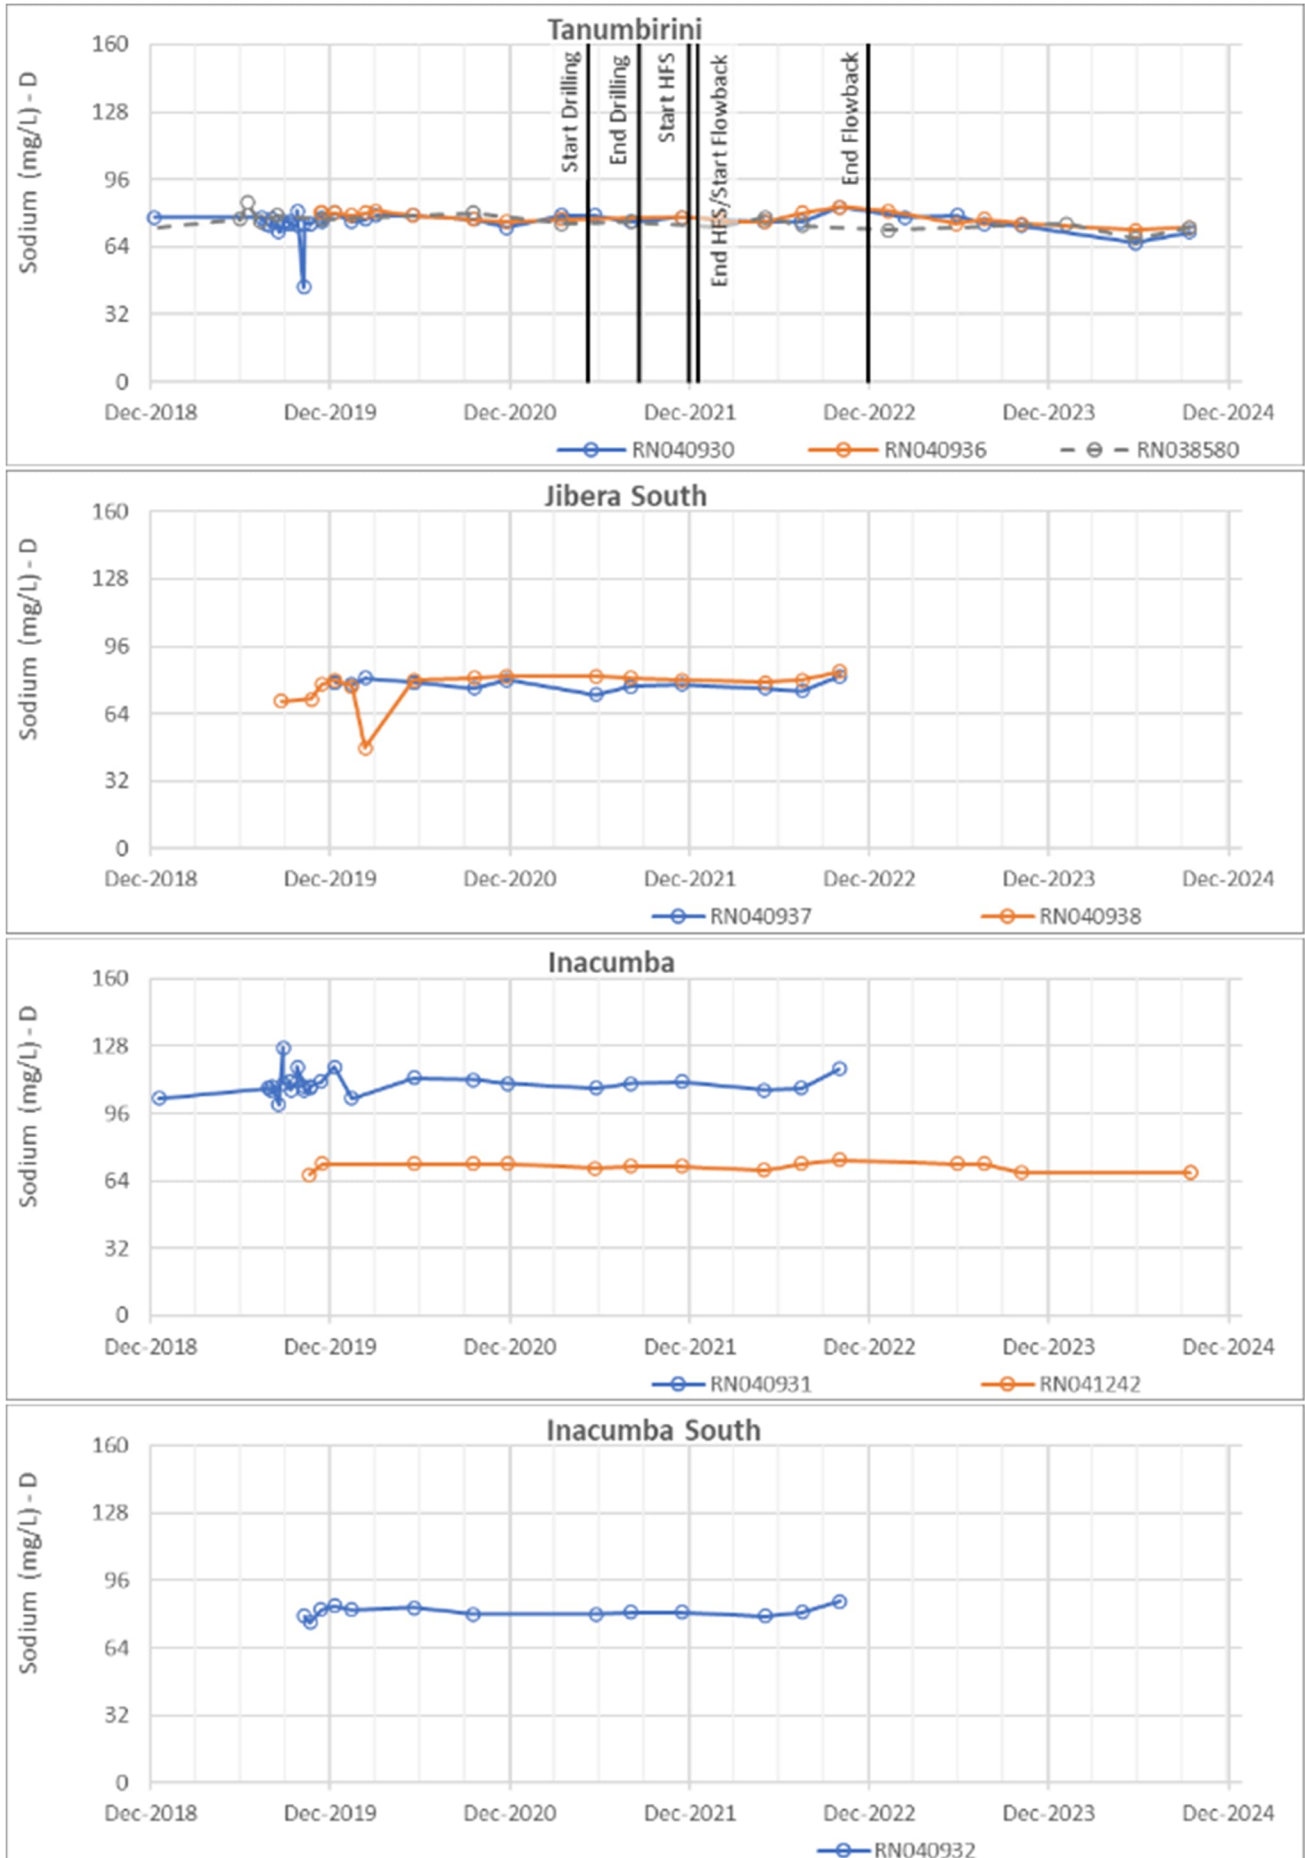 Tanumbirini
Sodium (mg/L) - D
160
128
96
64
32
0
Start Drilling
End Drilling
Start HFS
End HFS/Start Flowback
End Flowback
Dec-2018 Dec-2019 Dec-2020 Dec-2021 Dec-2022 Dec-2023 Dec-2024
RN040930 RN040936 RN038580
Jibera South
Sodium (mg/L) - D
160
128
96
64
32
0
Dec-2018 Dec-2019 Dec-2020 Dec-2021 Dec-2022 Dec-2023 Dec-2024
RN040937 RN040938
Inacumba
Sodium (mg/L) - D
160
128
96
64
32
0
Dec-2018 Dec-2019 Dec-2020 Dec-2021 Dec-2022 Dec-2023 Dec-2024
RN040931 RN041242
Inacumba South
Sodium (mg/L) - D
160
128
96
64
32
0
Dec-2018 Dec-2019 Dec-2020 Dec-2021 Dec-2022 Dec-2023 Dec-2024
RN040932